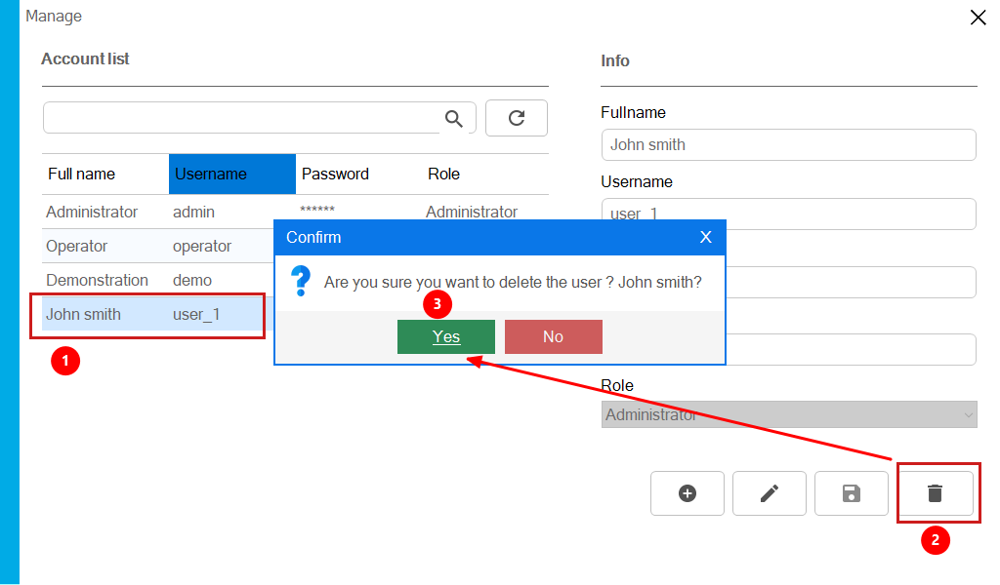 Manage
Account list
Full name Username Password Role
Administrator admin ****** Administrator
Operator operator
Demonstration demo
John smith user_1
1
Info
Fullname
John smith
Username
user_1
Confirm X
? Are you sure you want to delete the user ? John smith?
3
Yes No
Role
Administrator
2